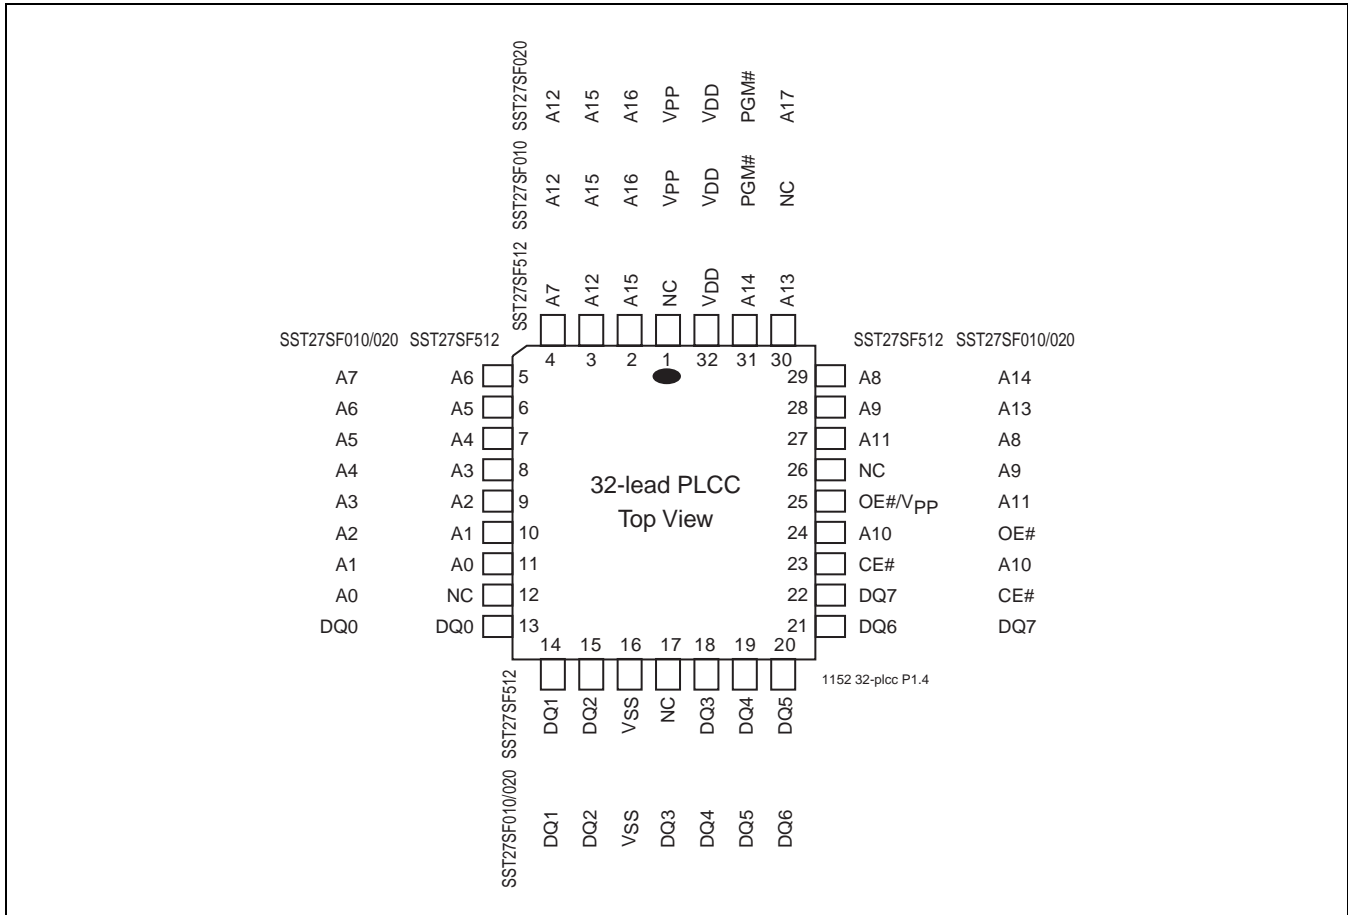 SST27SF020 A12 A15 A16 VPP VDD PGM# A17
SST27SF010 A12 A15 A16 VPP VDD PGM# NC
SST27SF512 A7 A12 A15 NC VDD A14 A13
SST27SF010/020 SST27SF512 SST27SF512 SST27SF010/020
4 3 2 1 32 31 30
A7 A6 5 29 A8 A14
A6 A5 6 28 A9 A13
A5 A4 7 27 A11 A8
A4 A3 8 26 NC A9
32-lead PLCC
A3 A2 9 25 OE#/VPP A11
Top View
A2 A1 10 24 A10 OE#
A1 A0 11 23 CE# A10
A0 NC 12 22 DQ7 CE#
DQ0 DQ0 13 21 DQ6 DQ7
14 15 16 17 18 19 20
1152 32-plcc P1.4
SST27SF512 DQ1 DQ2 VSS NC DQ3 DQ4 DQ5
SST27SF010/020 DQ1 DQ2 VSS DQ3 DQ4 DQ5 DQ6